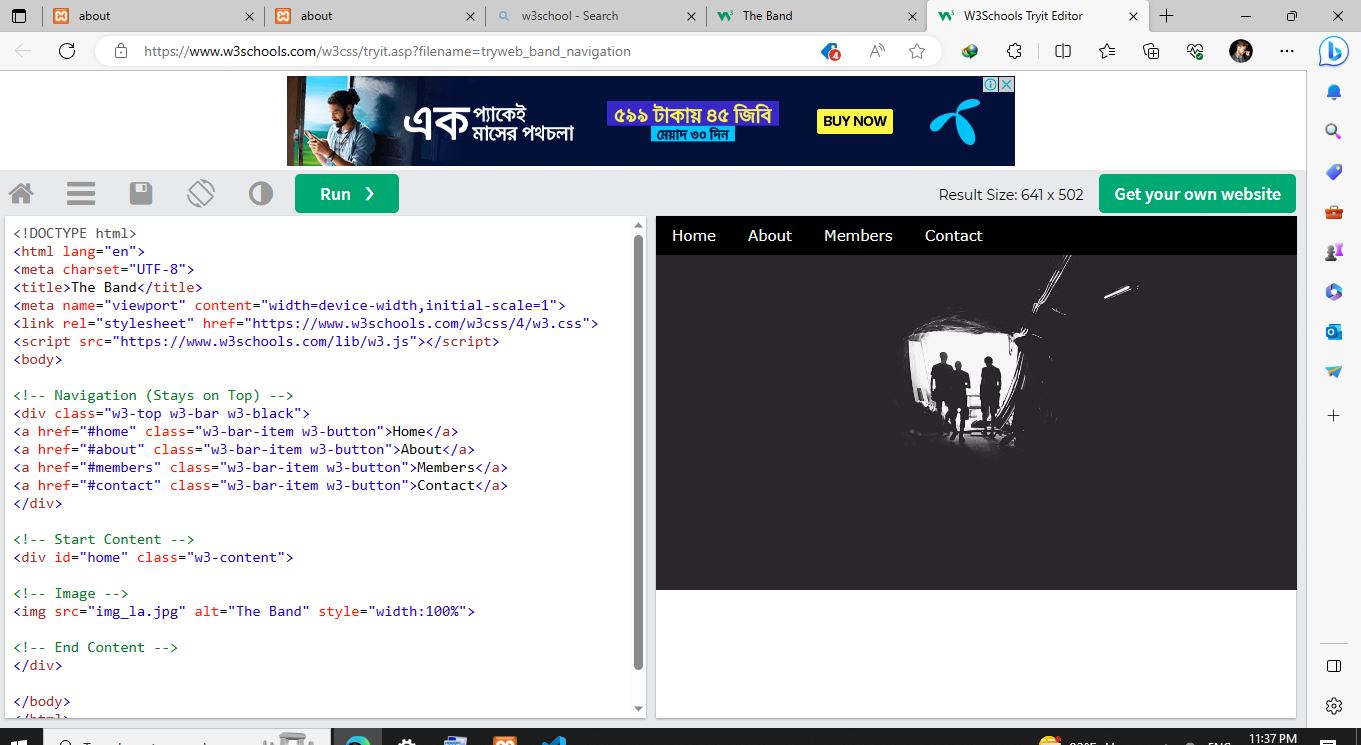 about
about
w3school - Search
The Band
W3Schools Tryit Editor
https://www.w3schools.com/w3css/tryit.asp?filename=tryweb_band_navigation
4
এক প্যাকেই
মাসের পথচলা
৫৯৯ টাকায় ৪৫ জিবি
মেয়াদ ৩০ দিন
BUY NOW
Run ❯
Result Size: 641 x 502
Get your own website
<!DOCTYPE html>
<html lang="en">
<meta charset="UTF-8">
<title>The Band</title>
<meta name="viewport" content="width=device-width,initial-scale=1">
<link rel="stylesheet" href="https://www.w3schools.com/w3css/4/w3.css">
<script src="https://www.w3schools.com/lib/w3.js"></script>
<body>
<!-- Navigation (Stays on Top) -->
<div class="w3-top w3-bar w3-black">
<a href="#home" class="w3-bar-item w3-button">Home</a>
<a href="#about" class="w3-bar-item w3-button">About</a>
<a href="#members" class="w3-bar-item w3-button">Members</a>
<a href="#contact" class="w3-bar-item w3-button">Contact</a>
</div>
<!-- Start Content -->
<div id="home" class="w3-content">
<!-- Image -->
<img src="img_la.jpg" alt="The Band" style="width:100%">
<!-- End Content -->
</div>
</body>
</html>
Home About Members Contact
11:37 PM